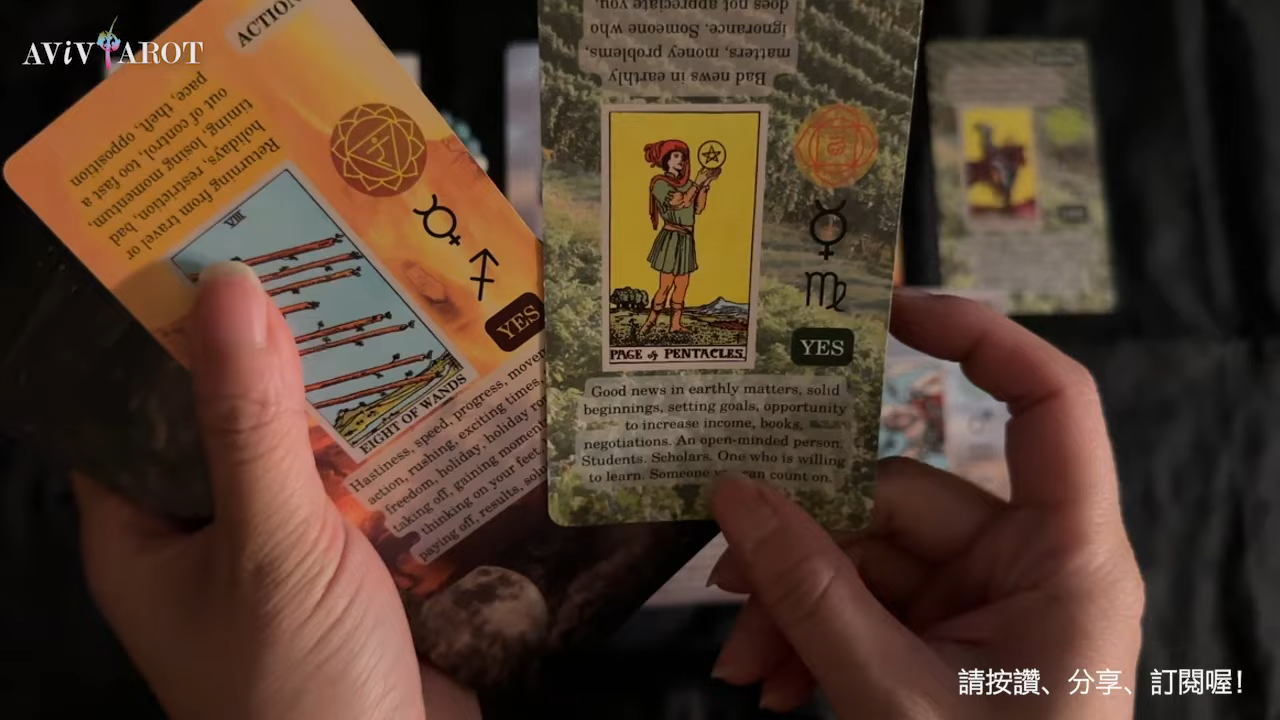 AViVTAROT
ACTION
Returning from travel or
holidays, restriction, bad
timing, losing momentum,
out of control, too fast a
pace, theft, opposition
VIII
EIGHT OF WANDS
YES
Hastiness, speed, progress,
action, rushing, exciting times,
freedom, holiday, holiday
taking off, gaining
thinking on your feet
paying off, results,
Bad news in earthly
matters, money problems,
ignorance. Someone who
does not appreciate you.
PAGE of PENTACLES.
YES
Good news in earthly matters, solid
beginnings, setting goals, opportunity
to increase income, books,
negotiations. An open-minded person.
Students. Scholars. One who is willing
to learn. Someone can count on.
請按讚、分享、訂閱喔!